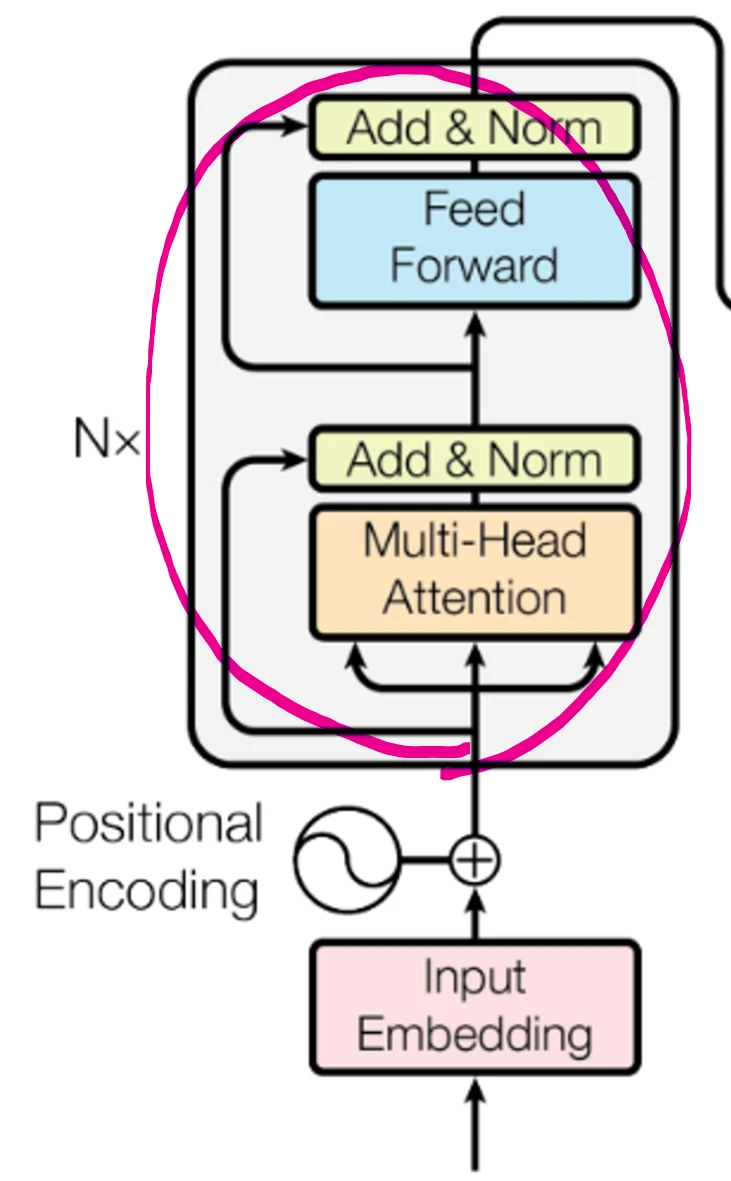 Add & Norm
Feed
Forward
Nx
Add & Norm
Multi-Head
Attention
Positional
Encoding
Input
Embedding